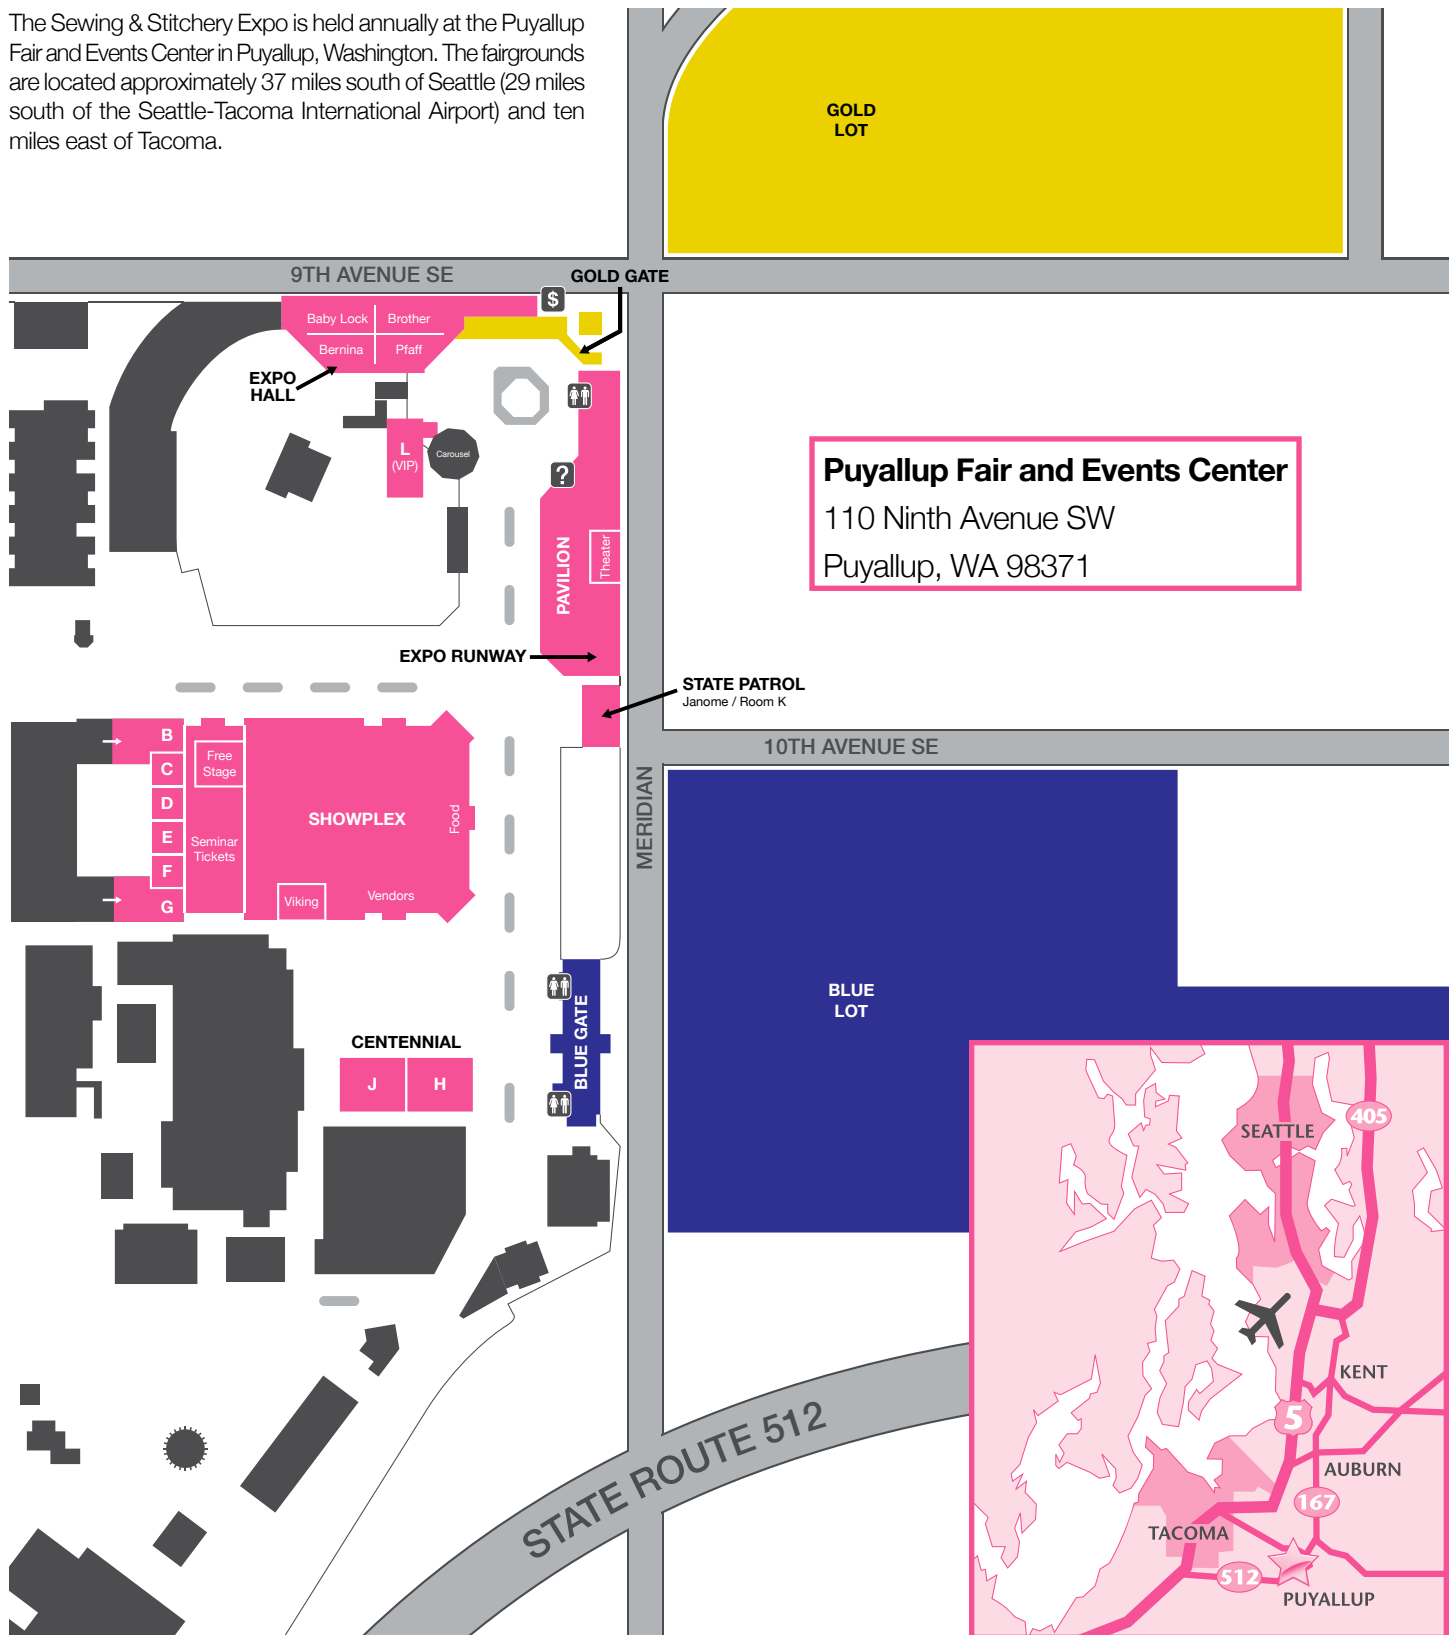 The Sewing & Stitchery Expo is held annually at the Puyallup
Fair and Events Center in Puyallup, Washington. The fairgrounds
are located approximately 37 miles south of Seattle (29 miles
south of the Seattle-Tacoma International Airport) and ten
miles east of Tacoma.
GOLD
LOT
9TH AVENUE SE
GOLD GATE
$
Baby Lock
Brother
Bernina
Pfaff
EXPO
HALL
L
(VIP)
Carousel
?
PAVILION
Theater
Puyallup Fair and Events Center
110 Ninth Avenue SW
Puyallup, WA 98371
EXPO RUNWAY
STATE PATROL
Janome / Room K
10TH AVENUE SE
MERIDIAN
B
C
D
E
F
G
Free
Stage
Seminar
Tickets
SHOWPLEX
Food
Viking
Vendors
BLUE
LOT
BLUE GATE
CENTENNIAL
J
H
STATE ROUTE 512
SEATTLE
405
KENT
5
AUBURN
167
TACOMA
512
PUYALLUP